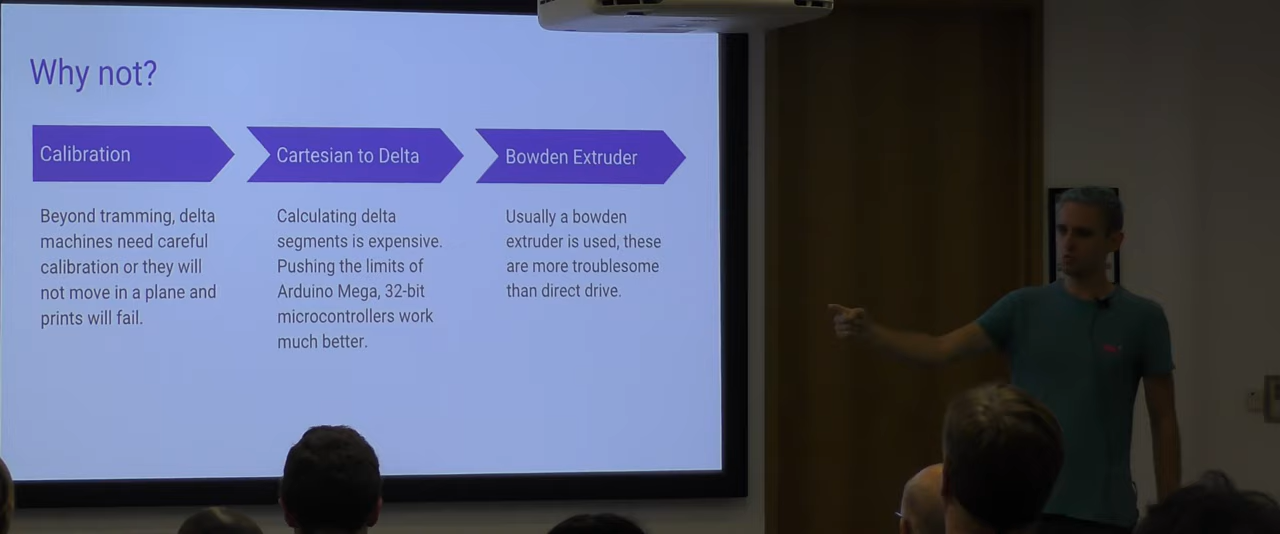 Why not?
Calibration
Beyond tramming, delta
machines need careful
calibration or they will
not move in a plane and
prints will fail.
Cartesian to Delta
Calculating delta
segments is expensive.
Pushing the limits of
Arduino Mega, 32-bit
microcontrollers work
much better.
Bowden Extruder
Usually a bowden
extruder is used, these
are more troublesome
than direct drive.